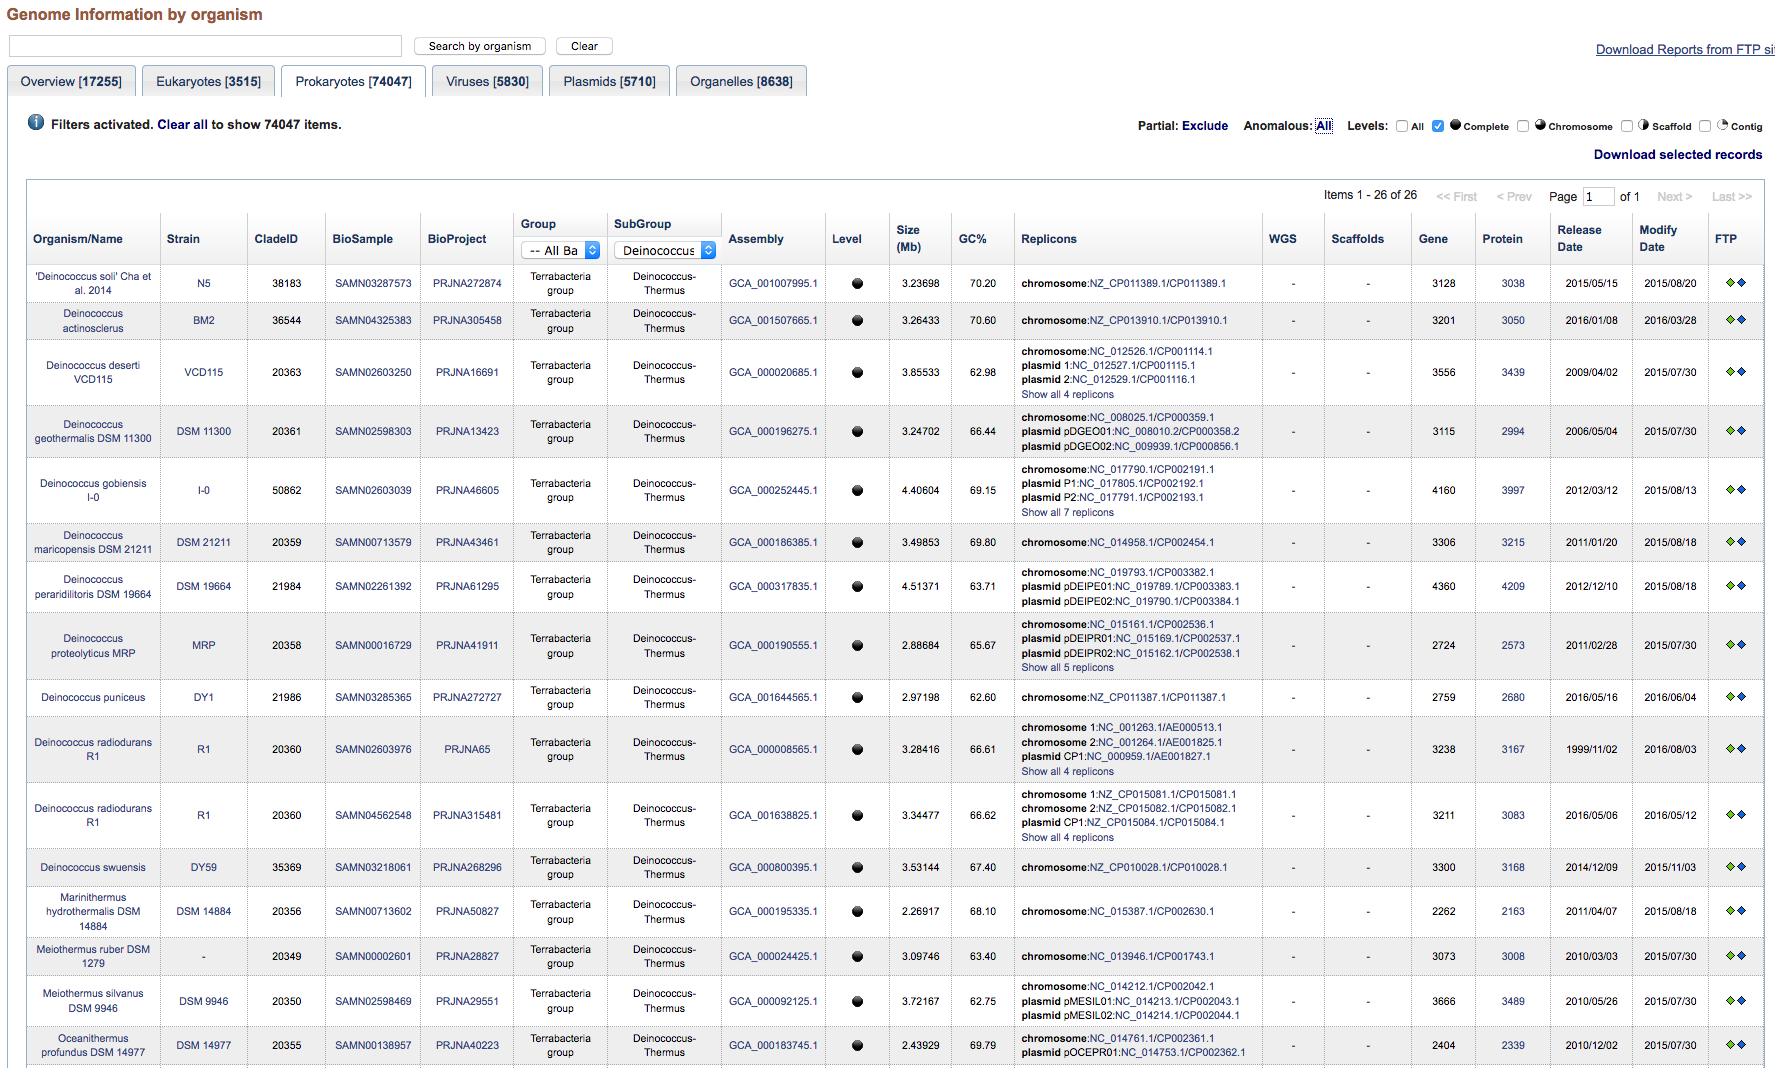 Genome Information by organism
Search by organism Clear
Download Reports from FTP si
Overview [17255] Eukaryotes [3515] Prokaryotes [74047] Viruses [5830] Plasmids [5710] Organelles [8638]
Filters activated. Clear all to show 74047 items.
Partial: Exclude Anomalous: All Levels: All Complete Chromosome Scaffold Contig
Download selected records
Items 1 - 26 of 26 << First < Prev Page 1 of 1 Next > Last >>
Organism/Name Strain CladeID BioSample BioProject Group SubGroup Assembly Level Size (Mb) GC% Replicons WGS Scaffolds Gene Protein Release Date Modify Date FTP
-- All Ba Deinococcus
'Deinococcus soli' Cha et al. 2014 N5 38183 SAMN03287573 PRJNA272874 Terrabacteria group Deinococcus-Thermus GCA_001007995.1 3.23698 70.20 chromosome:NZ_CP011389.1/CP011389.1 - - 3128 3038 2015/05/15 2015/08/20
Deinococcus actinosclerus BM2 36544 SAMN04325383 PRJNA305458 Terrabacteria group Deinococcus-Thermus GCA_001507665.1 3.26433 70.60 chromosome:NZ_CP013910.1/CP013910.1 - - 3201 3050 2016/01/08 2016/03/28
Deinococcus deserti VCD115 VCD115 20363 SAMN02603250 PRJNA16691 Terrabacteria group Deinococcus-Thermus GCA_000020685.1 3.85533 62.98 chromosome:NC_012526.1/CP001114.1
plasmid 1:NC_012527.1/CP001115.1
plasmid 2:NC_012529.1/CP001116.1
Show all 4 replicons - - 3556 3439 2009/04/02 2015/07/30
Deinococcus geothermalis DSM 11300 DSM 11300 20361 SAMN02598303 PRJNA13423 Terrabacteria group Deinococcus-Thermus GCA_000196275.1 3.24702 66.44 chromosome:NC_008025.1/CP000359.1
plasmid pDGEO01:NC_008010.2/CP000358.2
plasmid pDGEO02:NC_009939.1/CP000856.1 - - 3115 2994 2006/05/04 2015/07/30
Deinococcus gobiensis I-0 I-0 50862 SAMN02603039 PRJNA46605 Terrabacteria group Deinococcus-Thermus GCA_000252445.1 4.40604 69.15 chromosome:NC_017790.1/CP002191.1
plasmid P1:NC_017805.1/CP002192.1
plasmid P2:NC_017791.1/CP002193.1
Show all 7 replicons - - 4160 3997 2012/03/12 2015/08/13
Deinococcus maricopensis DSM 21211 DSM 21211 20359 SAMN00713579 PRJNA43461 Terrabacteria group Deinococcus-Thermus GCA_000186385.1 3.49853 69.80 chromosome:NC_014958.1/CP002454.1 - - 3306 3215 2011/01/20 2015/08/18
Deinococcus peraridilitoris DSM 19664 DSM 19664 21984 SAMN02261392 PRJNA61295 Terrabacteria group Deinococcus-Thermus GCA_000317835.1 4.51371 63.71 chromosome:NC_019793.1/CP003382.1
plasmid pDEIPE01:NC_019789.1/CP003383.1
plasmid pDEIPE02:NC_019790.1/CP003384.1 - - 4360 4209 2012/12/10 2015/08/18
Deinococcus proteolyticus MRP MRP 20358 SAMN00016729 PRJNA41911 Terrabacteria group Deinococcus-Thermus GCA_000190555.1 2.88684 65.67 chromosome:NC_015161.1/CP002536.1
plasmid pDEIPR01:NC_015169.1/CP002537.1
plasmid pDEIPR02:NC_015162.1/CP002538.1
Show all 5 replicons - - 2724 2573 2011/02/28 2015/07/30
Deinococcus puniceus DY1 21986 SAMN03285365 PRJNA272727 Terrabacteria group Deinococcus-Thermus GCA_001644565.1 2.97198 62.60 chromosome:NZ_CP011387.1/CP011387.1 - - 2759 2680 2016/05/16 2016/06/04
Deinococcus radiodurans R1 R1 20360 SAMN02603976 PRJNA65 Terrabacteria group Deinococcus-Thermus GCA_000008565.1 3.28416 66.61 chromosome 1:NC_001263.1/AE000513.1
chromosome 2:NC_001264.1/AE001825.1
plasmid CP1:NC_000959.1/AE001827.1
Show all 4 replicons - - 3238 3167 1999/11/02 2016/08/03
Deinococcus radiodurans R1 R1 20360 SAMN04562548 PRJNA315481 Terrabacteria group Deinococcus-Thermus GCA_001638825.1 3.34477 66.62 chromosome 1:NZ_CP015081.1/CP015081.1
chromosome 2:NZ_CP015082.1/CP015082.1
plasmid CP1:NZ_CP015084.1/CP015084.1
Show all 4 replicons - - 3211 3083 2016/05/06 2016/05/12
Deinococcus swuensis DY59 35369 SAMN03218061 PRJNA268296 Terrabacteria group Deinococcus-Thermus GCA_000800395.1 3.53144 67.40 chromosome:NZ_CP010028.1/CP010028.1 - - 3300 3168 2014/12/09 2015/11/03
Marinithermus hydrothermalis DSM 14884 DSM 14884 20356 SAMN00713602 PRJNA50827 Terrabacteria group Deinococcus-Thermus GCA_000195335.1 2.26917 68.10 chromosome:NC_015387.1/CP002630.1 - - 2262 2163 2011/04/07 2015/08/18
Meiothermus ruber DSM 1279 - 20349 SAMN00002601 PRJNA28827 Terrabacteria group Deinococcus-Thermus GCA_000024425.1 3.09746 63.40 chromosome:NC_013946.1/CP001743.1 - - 3073 3008 2010/03/03 2015/07/30
Meiothermus silvanus DSM 9946 DSM 9946 20350 SAMN02598469 PRJNA29551 Terrabacteria group Deinococcus-Thermus GCA_000092125.1 3.72167 62.75 chromosome:NC_014212.1/CP002042.1
plasmid pMESIL01:NC_014213.1/CP002043.1
plasmid pMESIL02:NC_014214.1/CP002044.1 - - 3666 3489 2010/05/26 2015/07/30
Oceanithermus profundus DSM 14977 DSM 14977 20355 SAMN00138957 PRJNA40223 Terrabacteria group Deinococcus-Thermus GCA_000183745.1 2.43929 69.79 chromosome:NC_014761.1/CP002361.1
plasmid pOCEPR01:NC_014753.1/CP002362.1 - - 2404 2339 2010/12/02 2015/07/30